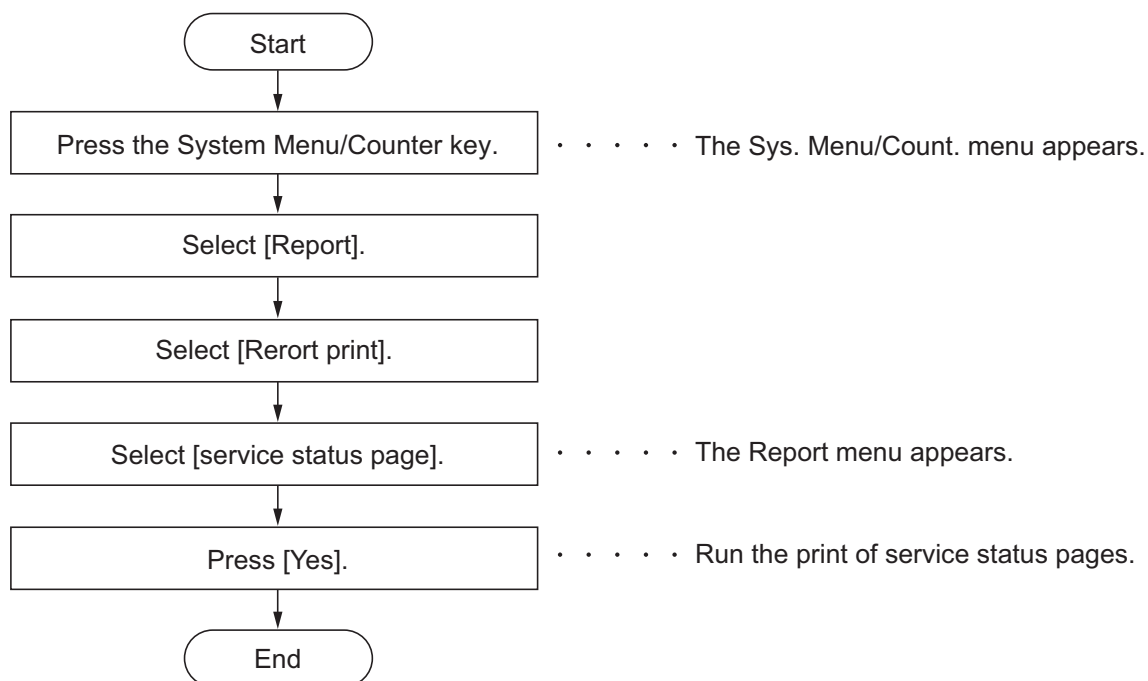 Start
Press the System Menu/Counter key.
· · · · · The Sys. Menu/Count. menu appears.
Select [Report].
Select [Rerort print].
Select [service status page].
· · · · · The Report menu appears.
Press [Yes].
· · · · · Run the print of service status pages.
End